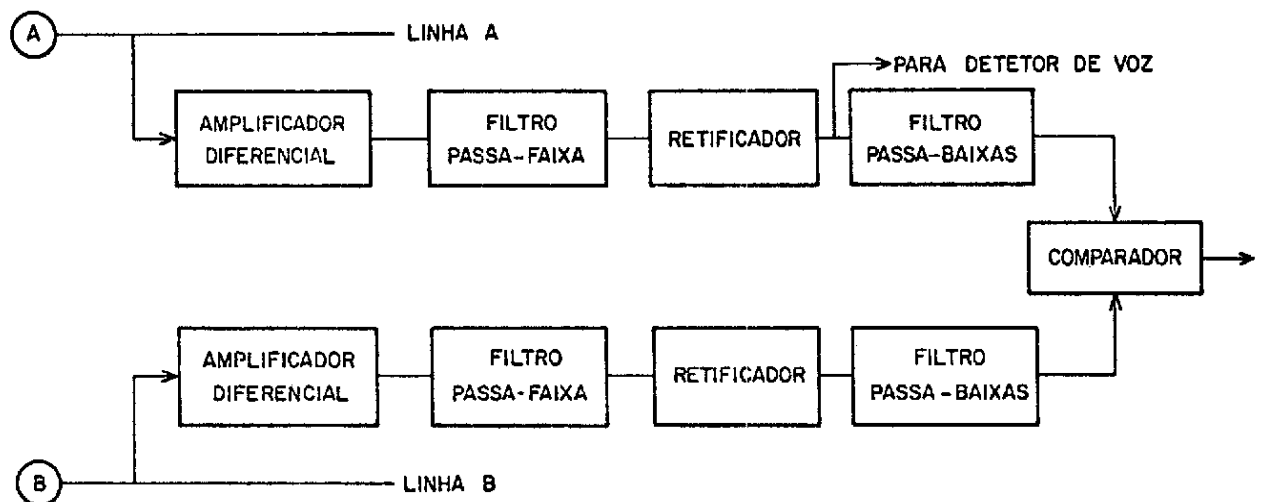 A
LINHA A
PARA DETETOR DE VOZ
AMPLIFICADOR
DIFERENCIAL
FILTRO
PASSA-FAIXA
RETIFICADOR
FILTRO
PASSA-BAIXAS
COMPARADOR
AMPLIFICADOR
DIFERENCIAL
FILTRO
PASSA-FAIXA
RETIFICADOR
FILTRO
PASSA-BAIXAS
B
LINHA B